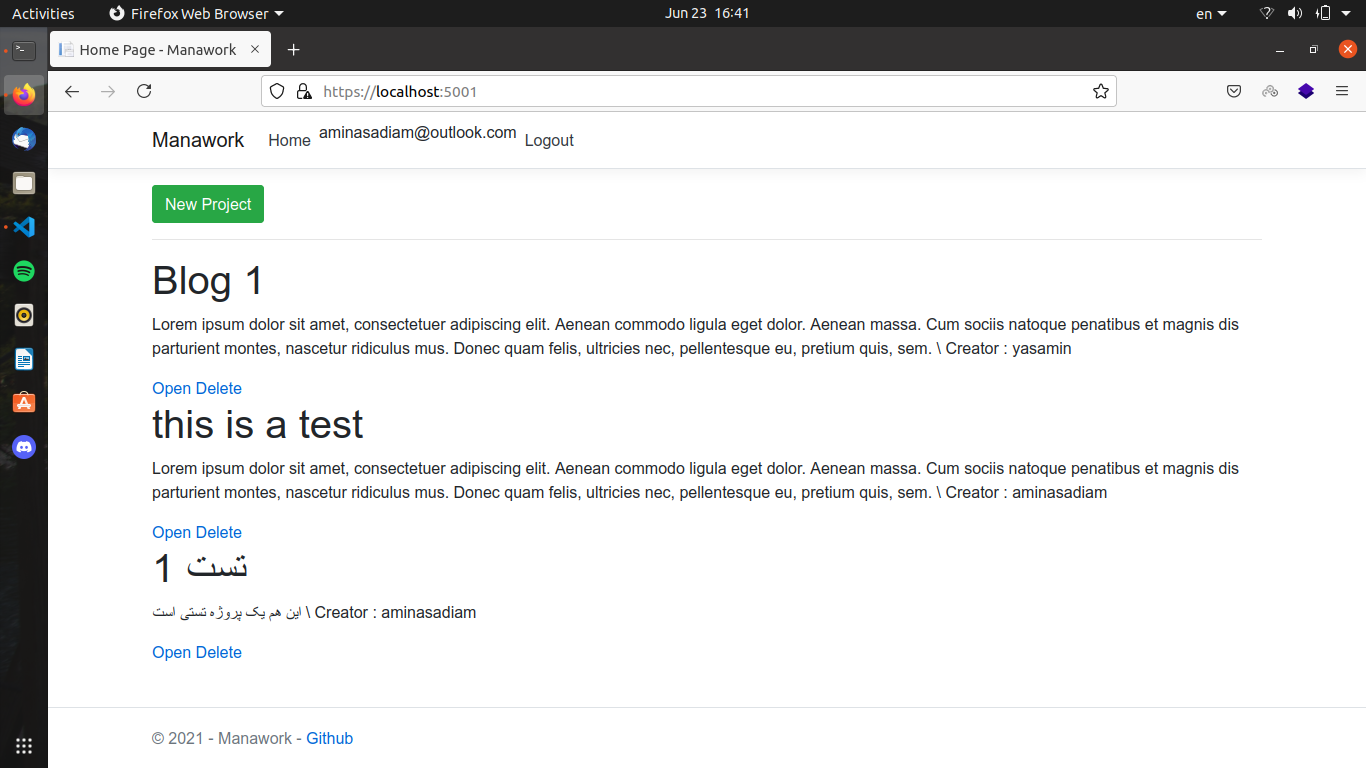 Activities Firefox Web Browser Jun 23 16:41 en
Home Page - Manawork
https://localhost:5001
Manawork Home aminasadiam@outlook.com Logout
New Project
Blog 1
Lorem ipsum dolor sit amet, consectetuer adipiscing elit. Aenean commodo ligula eget dolor. Aenean massa. Cum sociis natoque penatibus et magnis dis
parturient montes, nascetur ridiculus mus. Donec quam felis, ultricies nec, pellentesque eu, pretium quis, sem. \ Creator : yasamin
Open Delete
this is a test
Lorem ipsum dolor sit amet, consectetuer adipiscing elit. Aenean commodo ligula eget dolor. Aenean massa. Cum sociis natoque penatibus et magnis dis
parturient montes, nascetur ridiculus mus. Donec quam felis, ultricies nec, pellentesque eu, pretium quis, sem. \ Creator : aminasadiam
Open Delete
تست 1
این هم یک پروژه تستی است \ Creator : aminasadiam
Open Delete
© 2021 - Manawork - Github